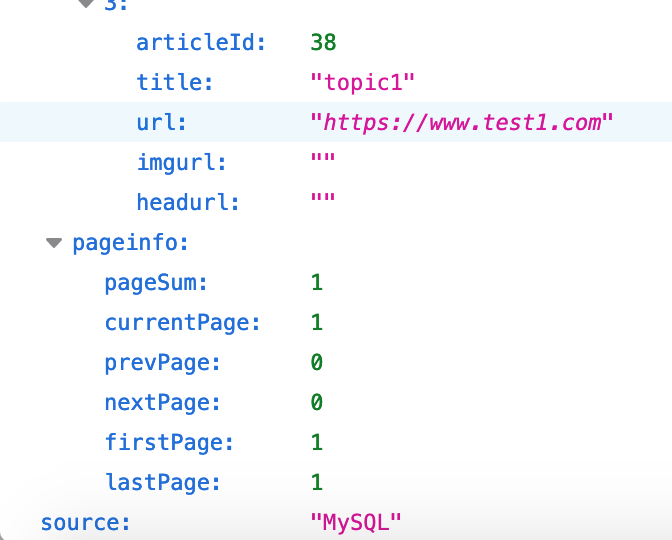 3:
articleId: 38
title: "topic1"
url: "https://www.test1.com"
imgurl: ""
headurl: ""
pageinfo:
pageSum: 1
currentPage: 1
prevPage: 0
nextPage: 0
firstPage: 1
lastPage: 1
source: "MySQL"